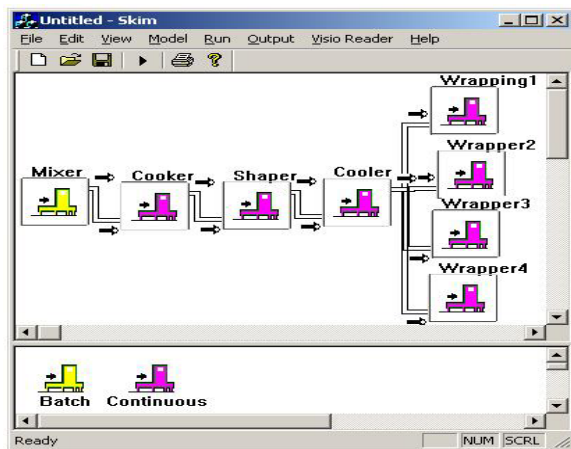 Untitled - Skim
File Edit View Model Run Output Visio Reader Help
Wrapping1
Wrapper2
Mixer Cooker Shaper Cooler
Wrapper3
Wrapper4
Batch Continuous
Ready NUM SCRL